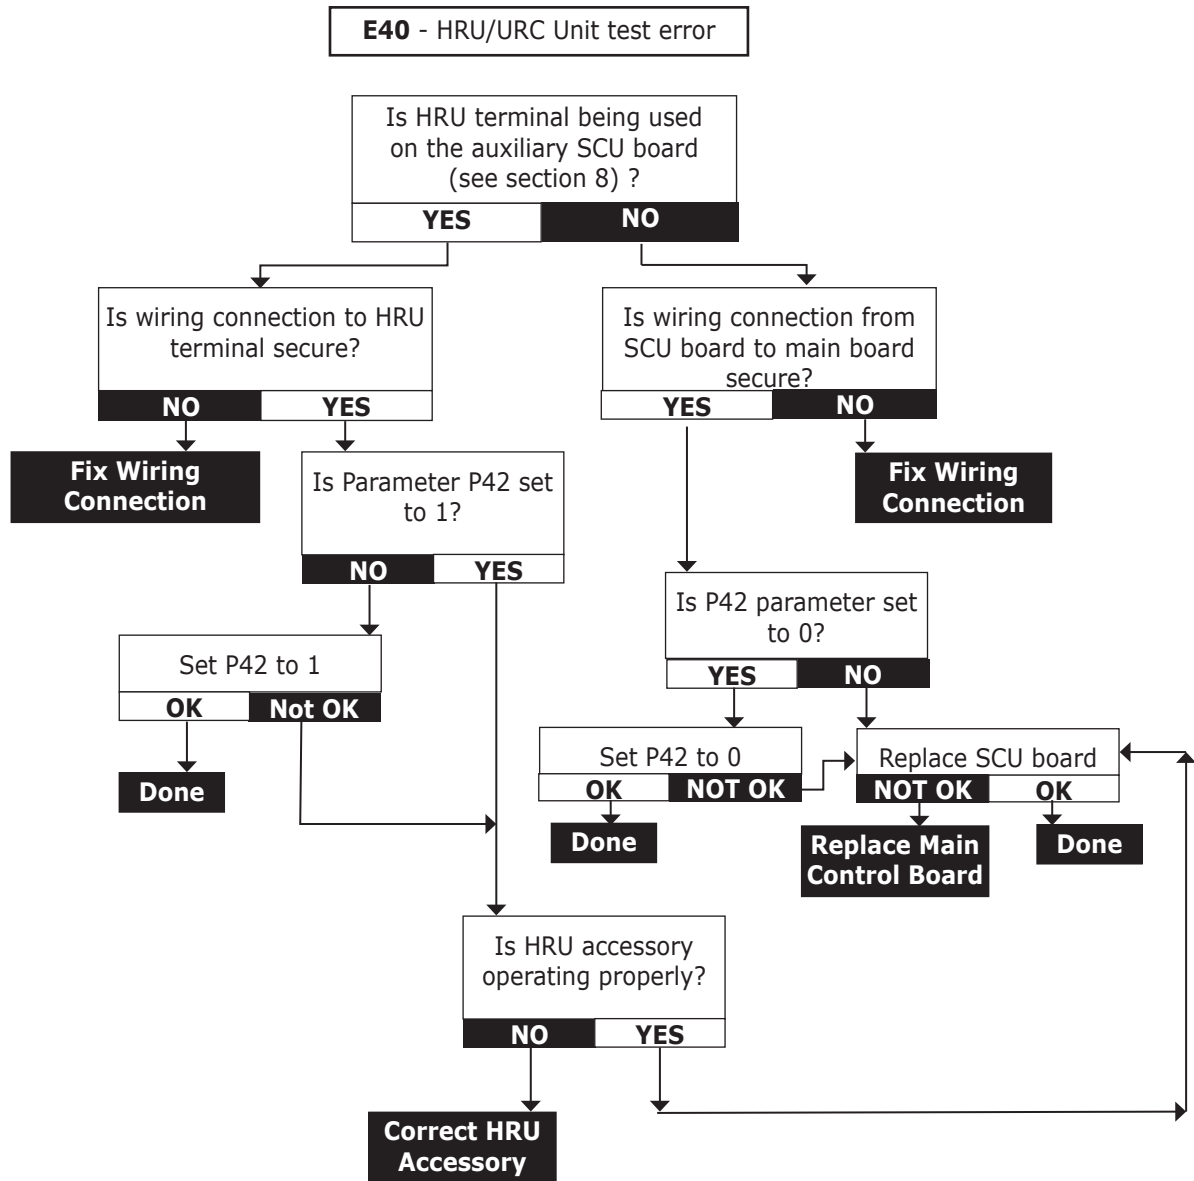 E40 - HRU/URC Unit test error
Is HRU terminal being used
on the auxiliary SCU board
(see section 8) ?
YES
NO
Is wiring connection to HRU
terminal secure?
NO
YES
Is wiring connection from
SCU board to main board
secure?
YES
NO
Fix Wiring
Connection
Is Parameter P42 set
to 1?
NO
YES
Fix Wiring
Connection
Is P42 parameter set
to 0?
YES
NO
Set P42 to 1
OK
Not OK
Done
Set P42 to 0
OK
NOT OK
Done
Replace SCU board
NOT OK
OK
Replace Main
Control Board
Done
Is HRU accessory
operating properly?
NO
YES
Correct HRU
Accessory